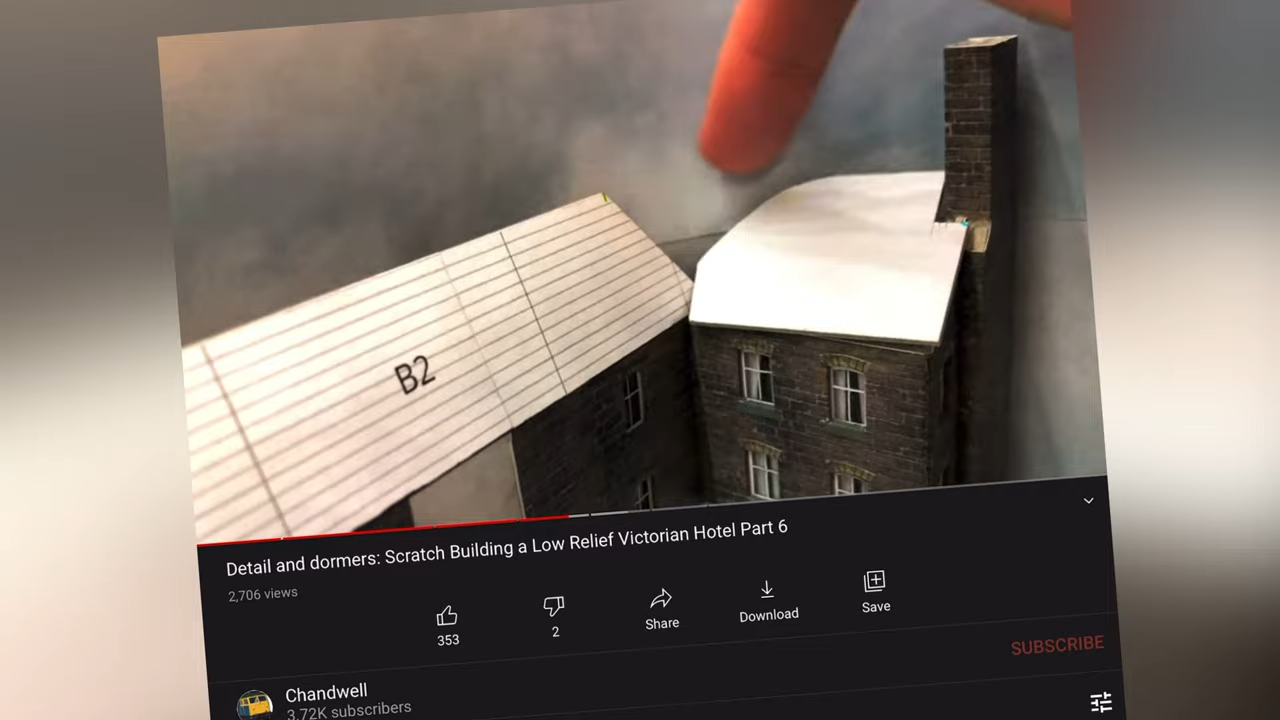 B2
Detail and dormers: Scratch Building a Low Relief Victorian Hotel Part 6
2,706 views
353
2
Share
Download
Save
SUBSCRIBE
Chandwell
3.72K subscribers